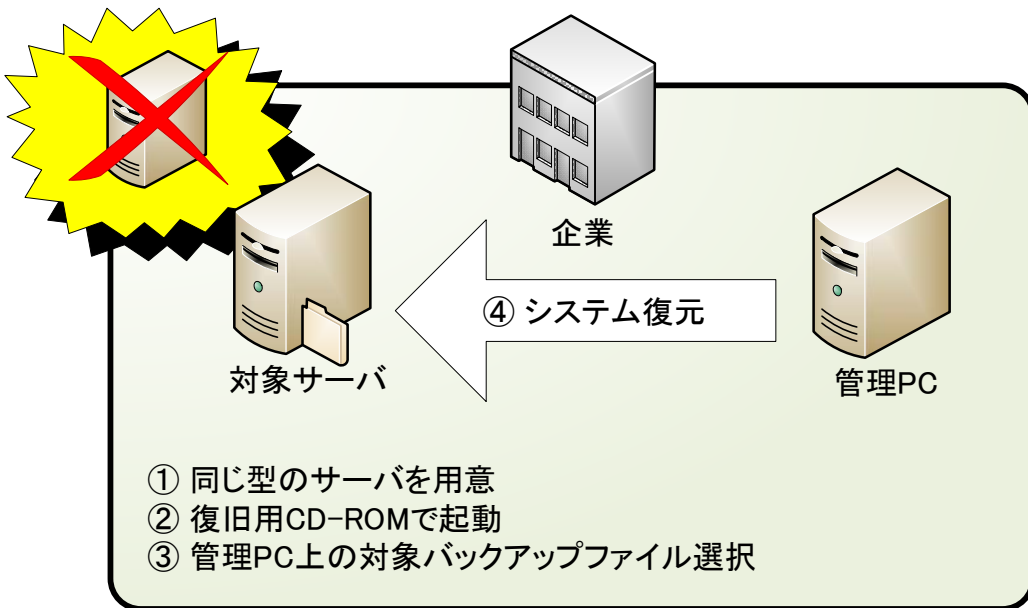 企業
④ システム復元
対象サーバ
管理PC
① 同じ型のサーバを用意
② 復旧用CD-ROMで起動
③ 管理PC上の対象バックアップファイル選択